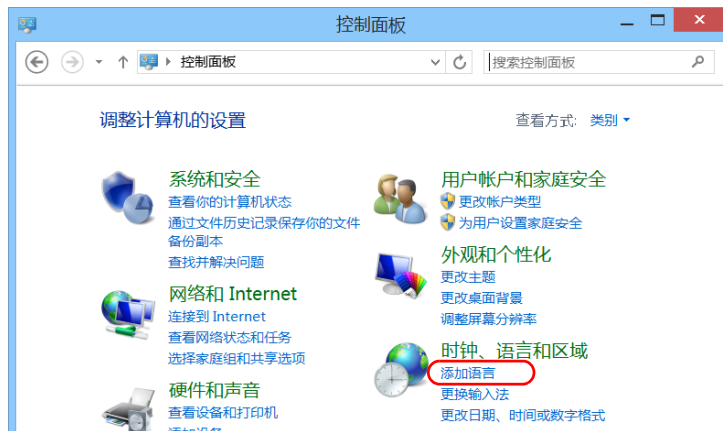 控制面板
控制面板
搜索控制面板
调整计算机的设置
查看方式: 类别
系统和安全
查看你的计算机状态
通过文件历史记录保存你的文件
备份副本
查找并解决问题
网络和 Internet
连接到 Internet
查看网络状态和任务
选择家庭组和共享选项
硬件和声音
查看设备和打印机
添加设备
用户帐户和家庭安全
更改帐户类型
为用户设置家庭安全
外观和个性化
更改主题
更改桌面背景
调整屏幕分辨率
时钟、语言和区域
添加语言
更换输入法
更改日期、时间或数字格式